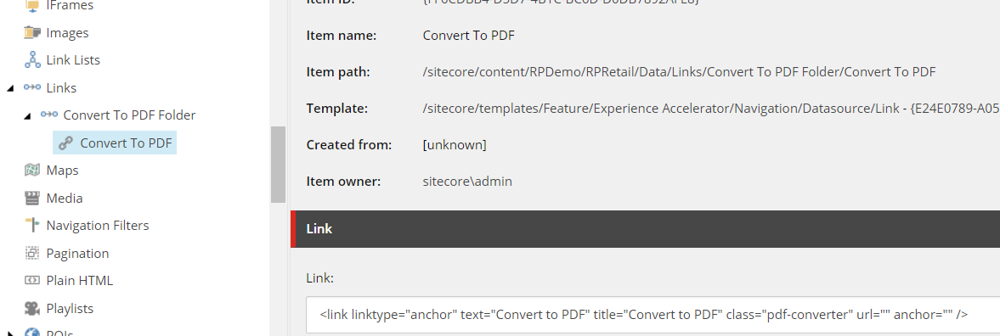 IFrames
Images
Link Lists
Links
Convert To PDF Folder
Convert To PDF
Maps
Media
Navigation Filters
Pagination
Plain HTML
Playlists
POIs
Item ID:
Item name: Convert To PDF
Item path: /sitecore/content/RPDemo/RPRetail/Data/Links/Convert To PDF Folder/Convert To PDF
Template: /sitecore/templates/Feature/Experience Accelerator/Navigation/Datasource/Link - {E24E0789-A05
Created from: [unknown]
Item owner: sitecore\admin
Link
Link:
<link linktype="anchor" text="Convert to PDF" title="Convert to PDF" class="pdf-converter" url="" anchor="" />